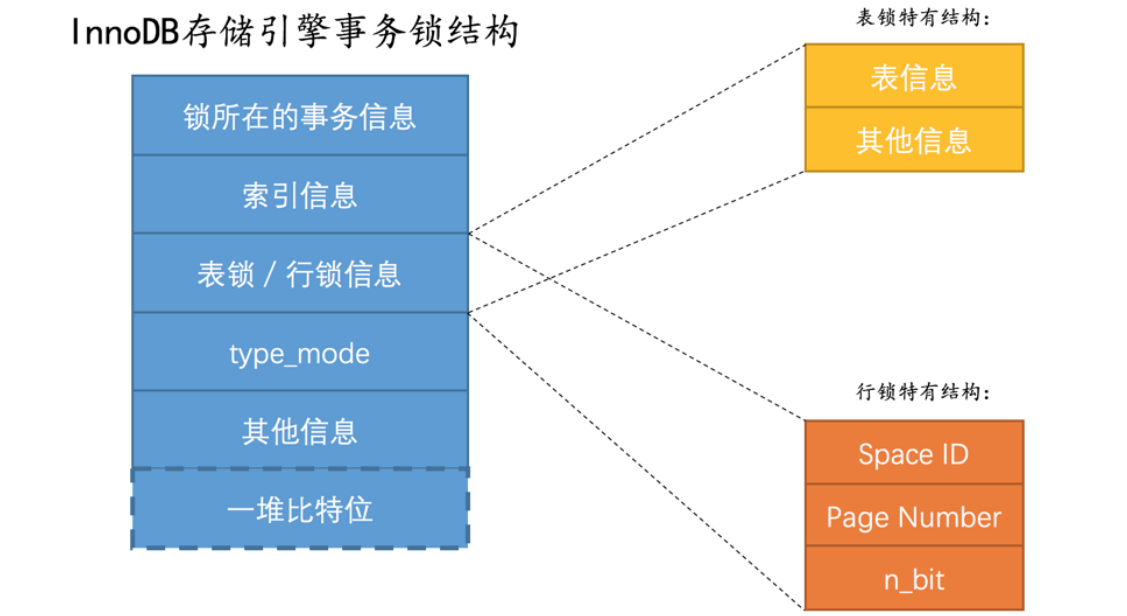 InnoDB存储引擎事务锁结构
锁所在的事务信息
索引信息
表锁 / 行锁信息
type_mode
其他信息
一堆比特位
表锁特有结构：
表信息
其他信息
行锁特有结构：
Space ID
Page Number
n_bit